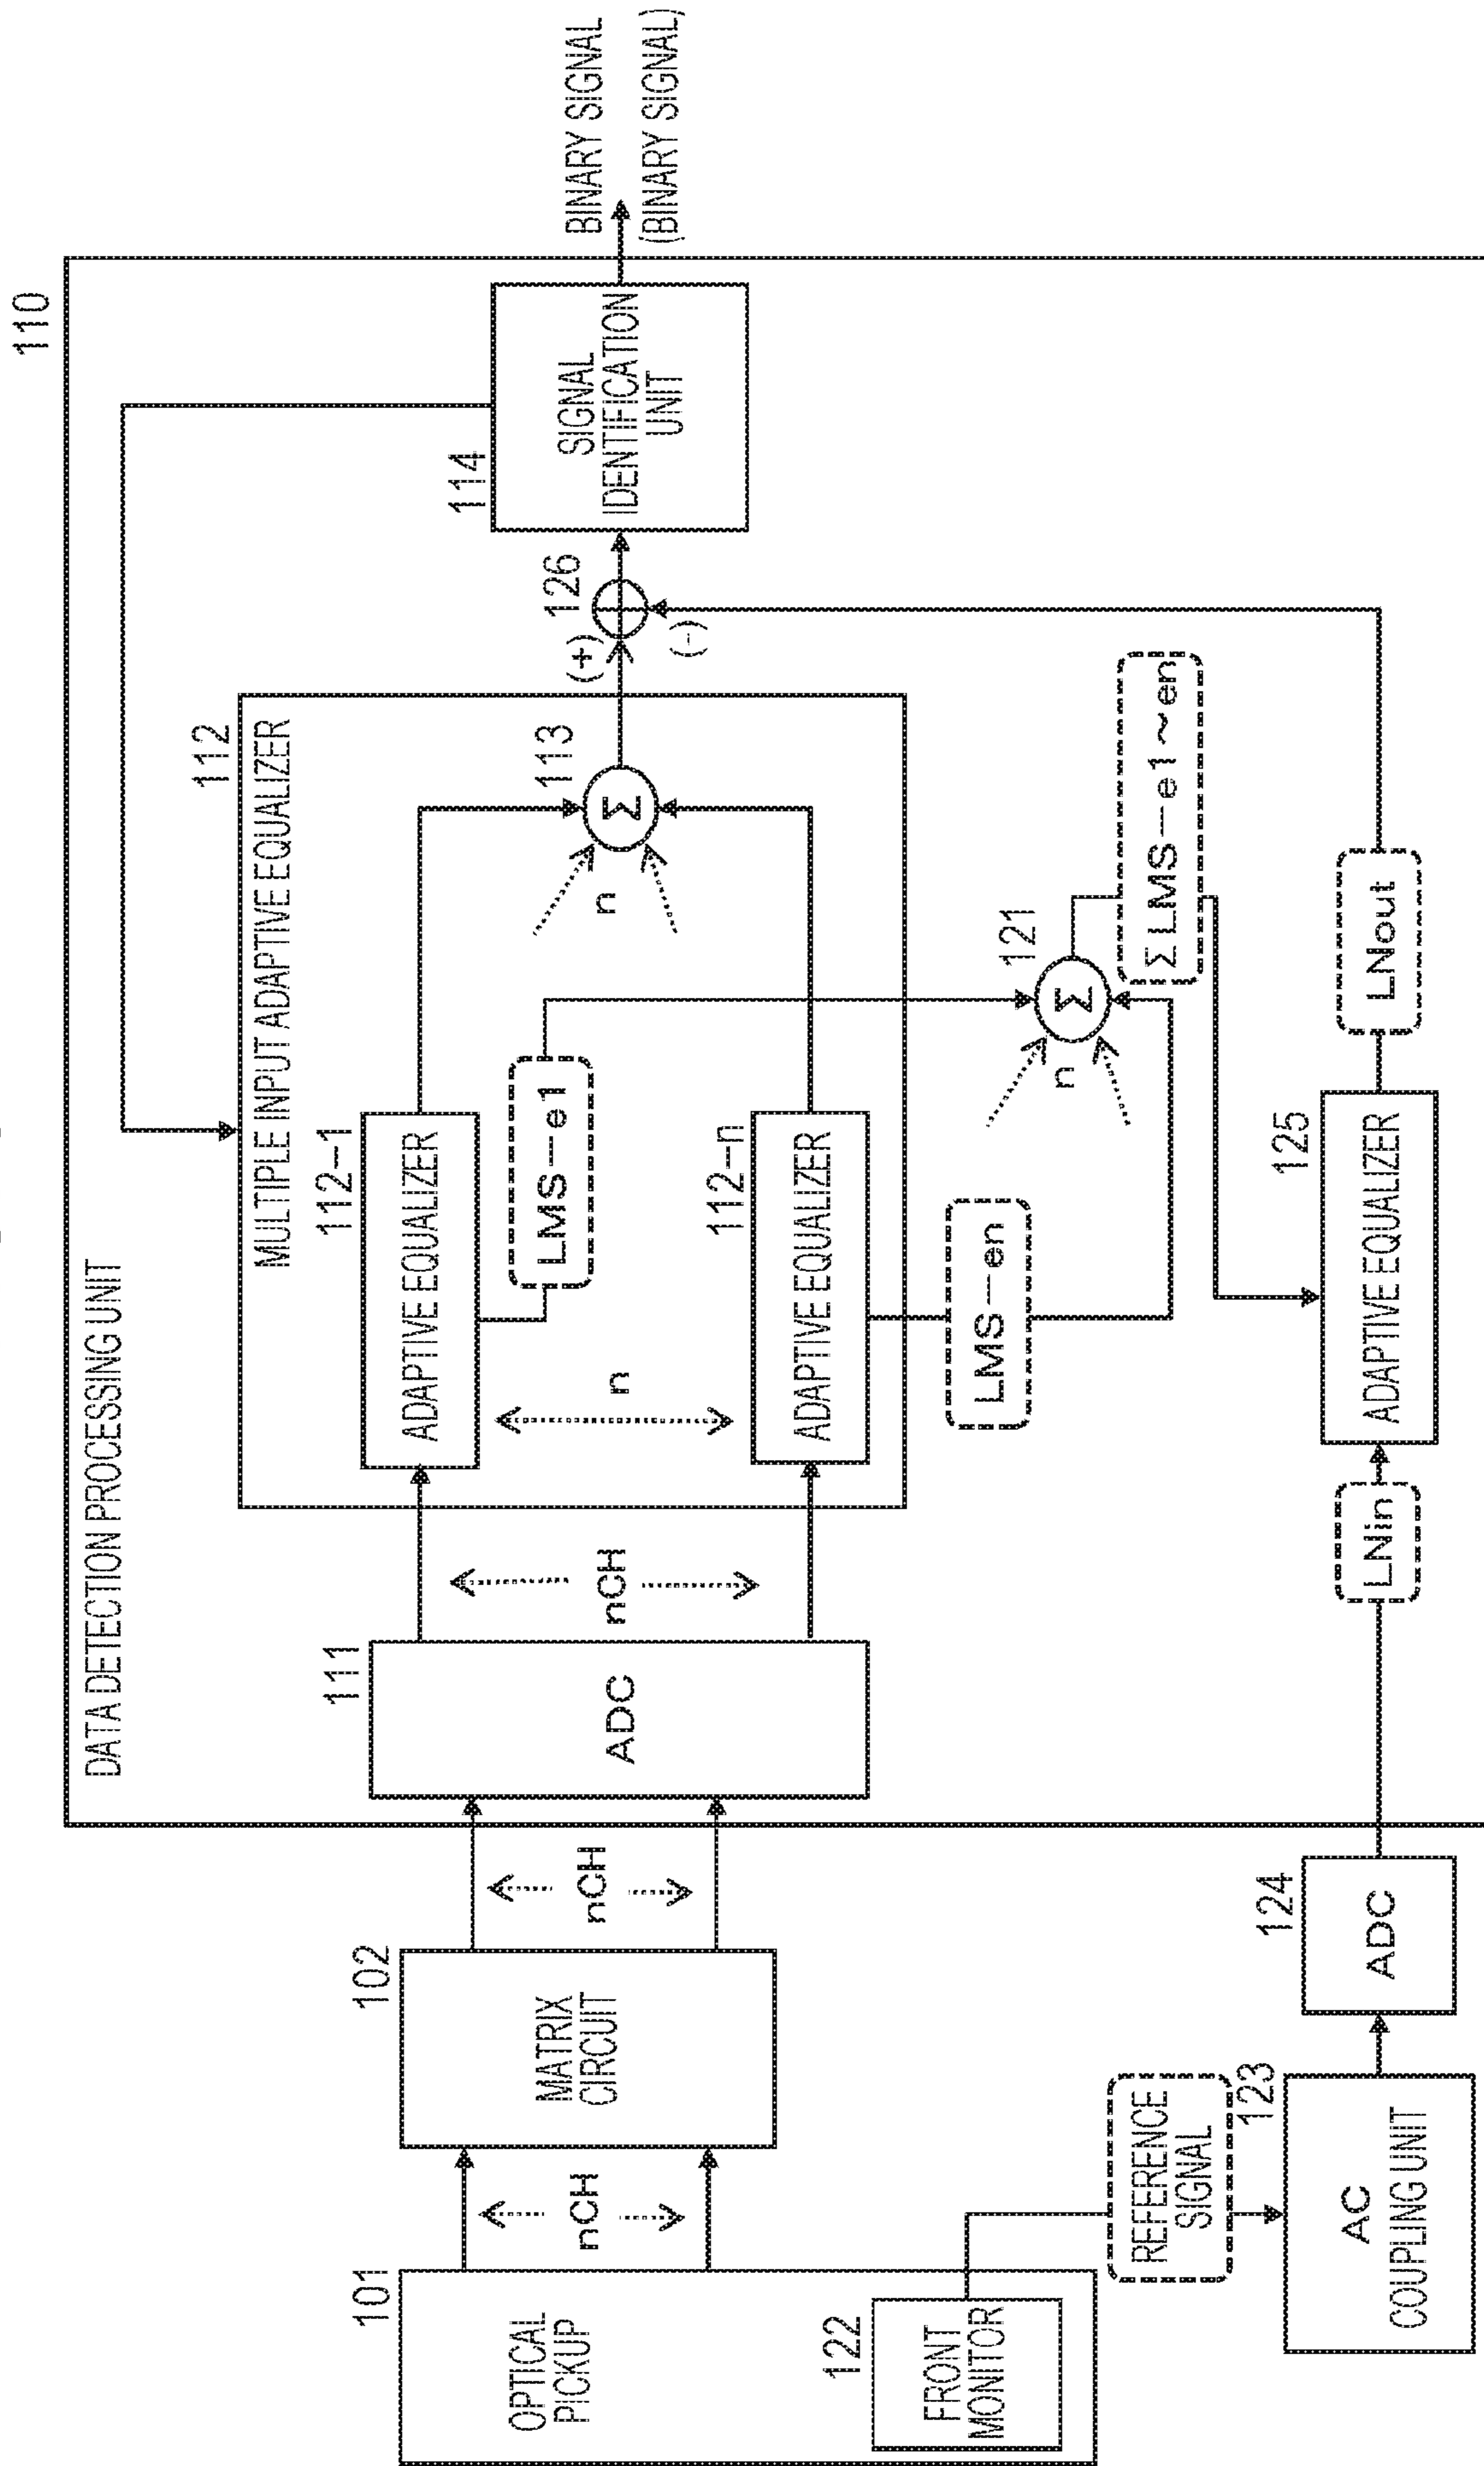 110
DATA DETECTION PROCESSING UNIT
112
MULTIPLE INPUT ADAPTIVE EQUALIZER
101
OPTICAL
PICKUP
nCH
102
MATRIX
CIRCUIT
nCH
111
ADC
nCH
112-1
ADAPTIVE EQUALIZER
n
LMS-e1
112-n
ADAPTIVE EQUALIZER
LMS-en
n
113
Σ
(+)
126
(-)
114
SIGNAL
IDENTIFICATION
UNIT
BINARY SIGNAL
(BINARY SIGNAL)
n
121
Σ
Σ LMS-e1~en
122
FRONT
MONITOR
REFERENCE
SIGNAL
123
AC
COUPLING UNIT
124
ADC
LNin
125
ADAPTIVE EQUALIZER
LNout